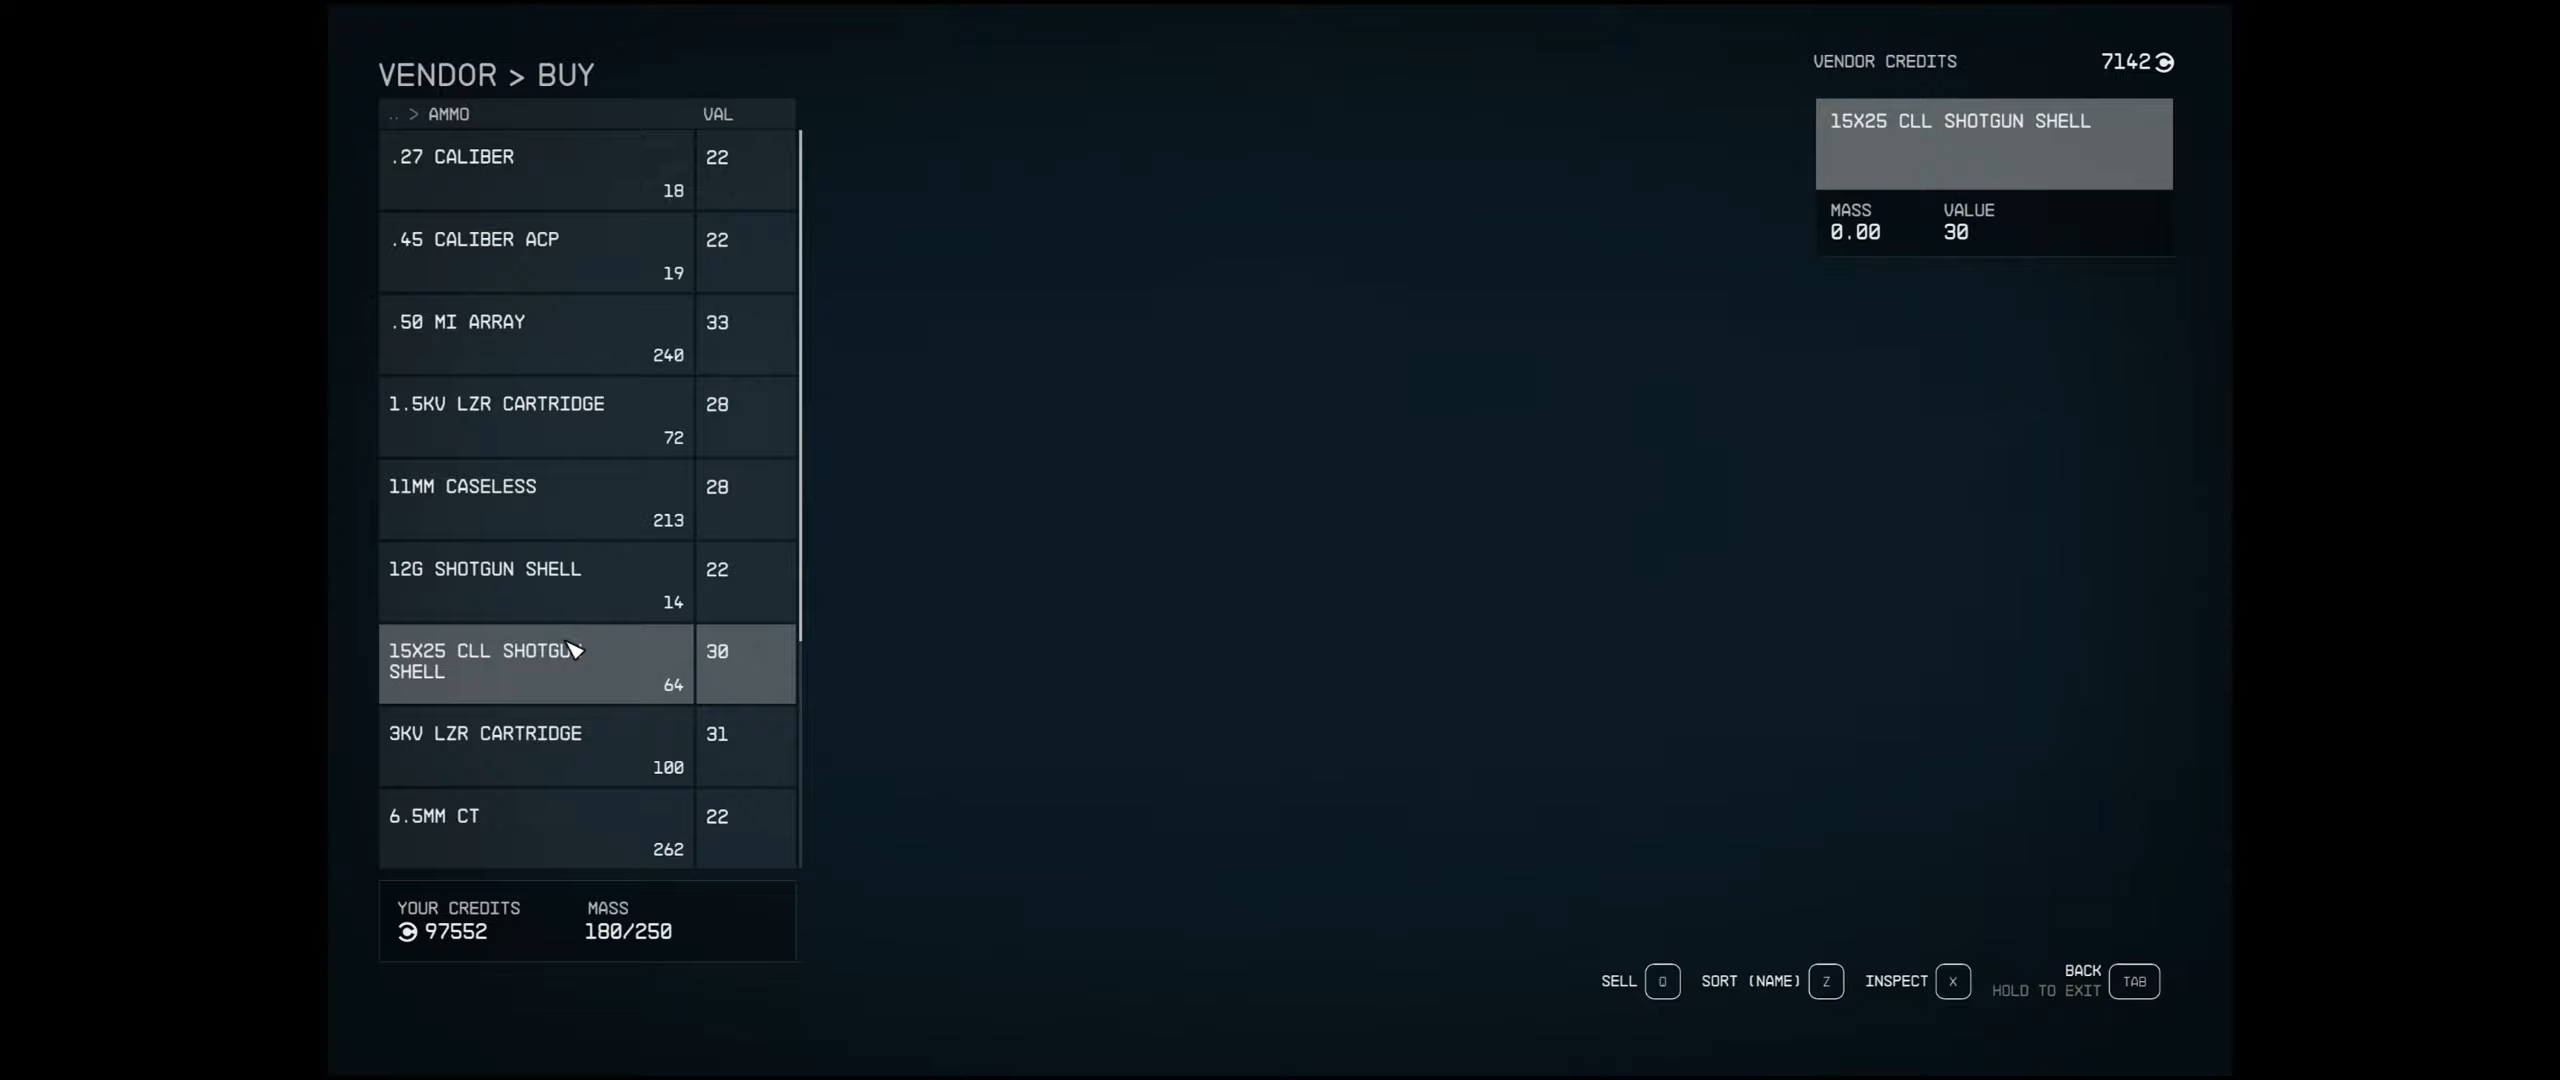 VENDOR > BUY
VENDOR CREDITS 7142
.. > AMMO VAL
.27 CALIBER 22
18
.45 CALIBER ACP 22
19
.50 MI ARRAY 33
240
1.5KV LZR CARTRIDGE 28
72
11MM CASELESS 28
213
12G SHOTGUN SHELL 22
14
15X25 CLL SHOTGUN 30
SHELL
64
3KV LZR CARTRIDGE 31
100
6.5MM CT 22
262
YOUR CREDITS MASS
97552 180/250
15X25 CLL SHOTGUN SHELL
MASS VALUE
0.00 30
SELL Q SORT (NAME) Z INSPECT X BACK TAB
HOLD TO EXIT